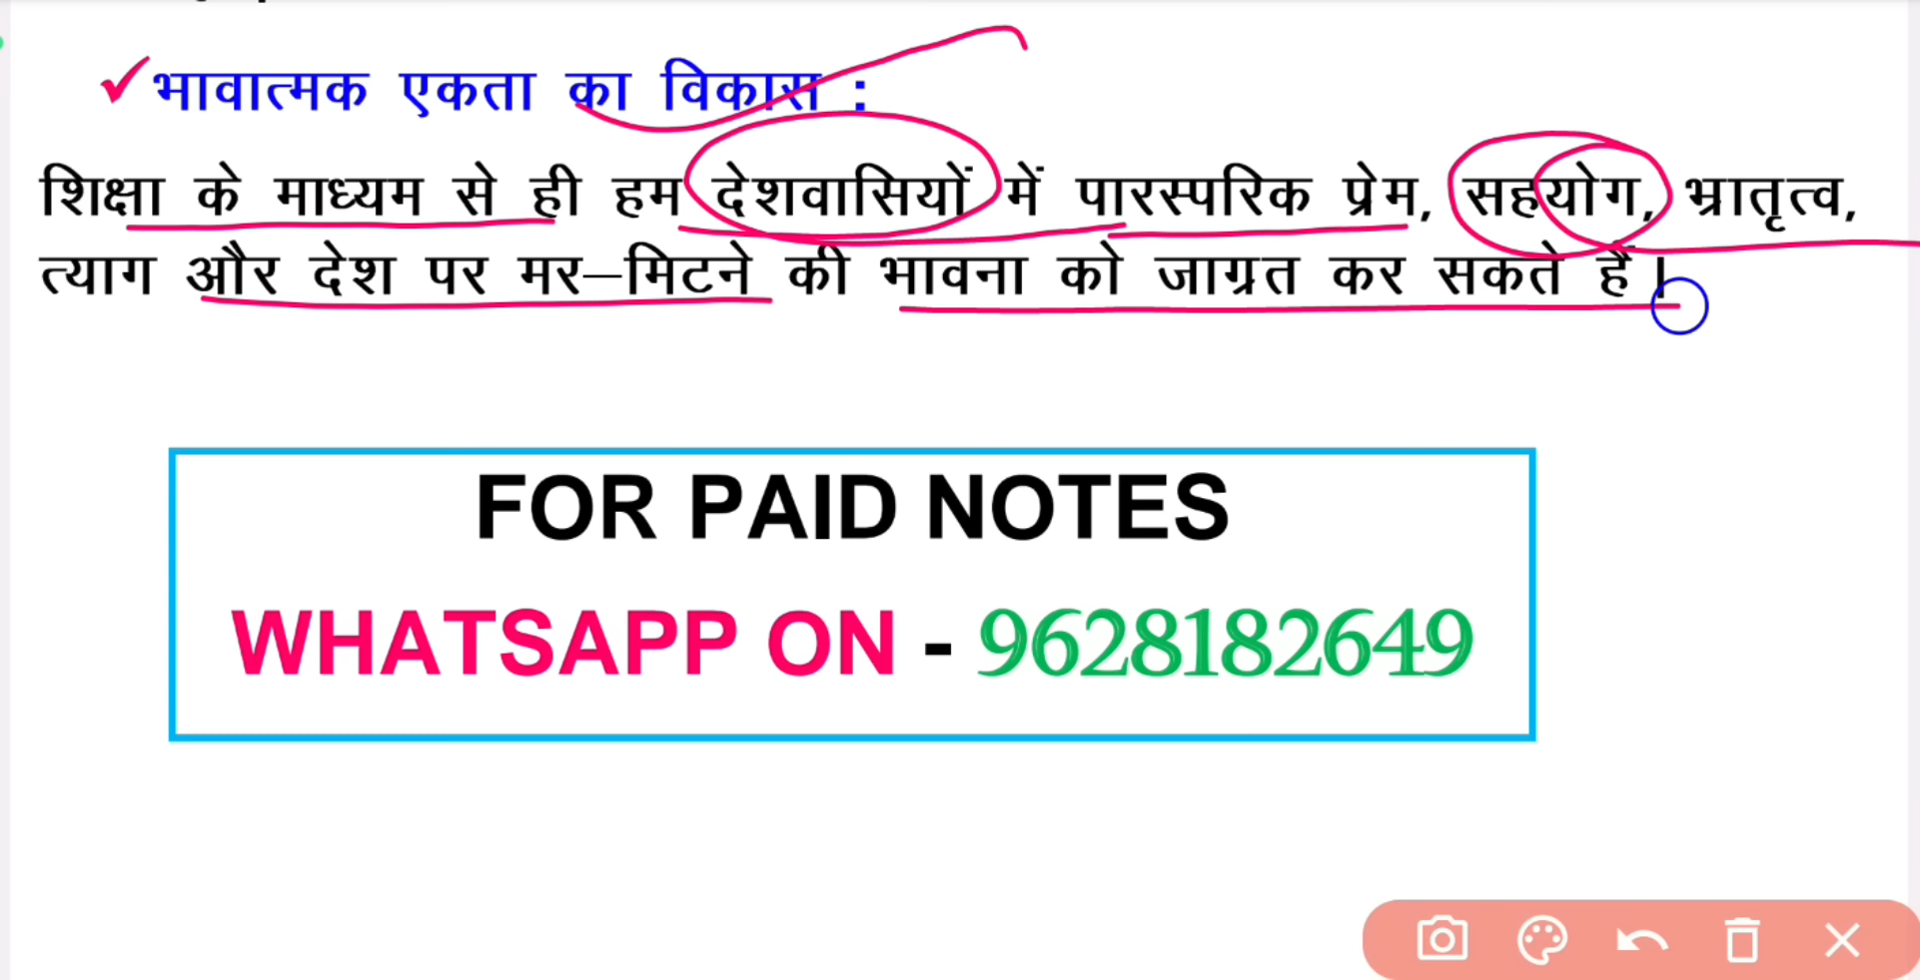 भावात्मक एकता का विकास :
शिक्षा के माध्यम से ही हम देशवासियों में पारस्परिक प्रेम, सहयोग, भ्रातृत्व,
त्याग और देश पर मर–मिटने की भावना को जाग्रत कर सकते हैं।
FOR PAID NOTES
WHATSAPP ON - 9628182649